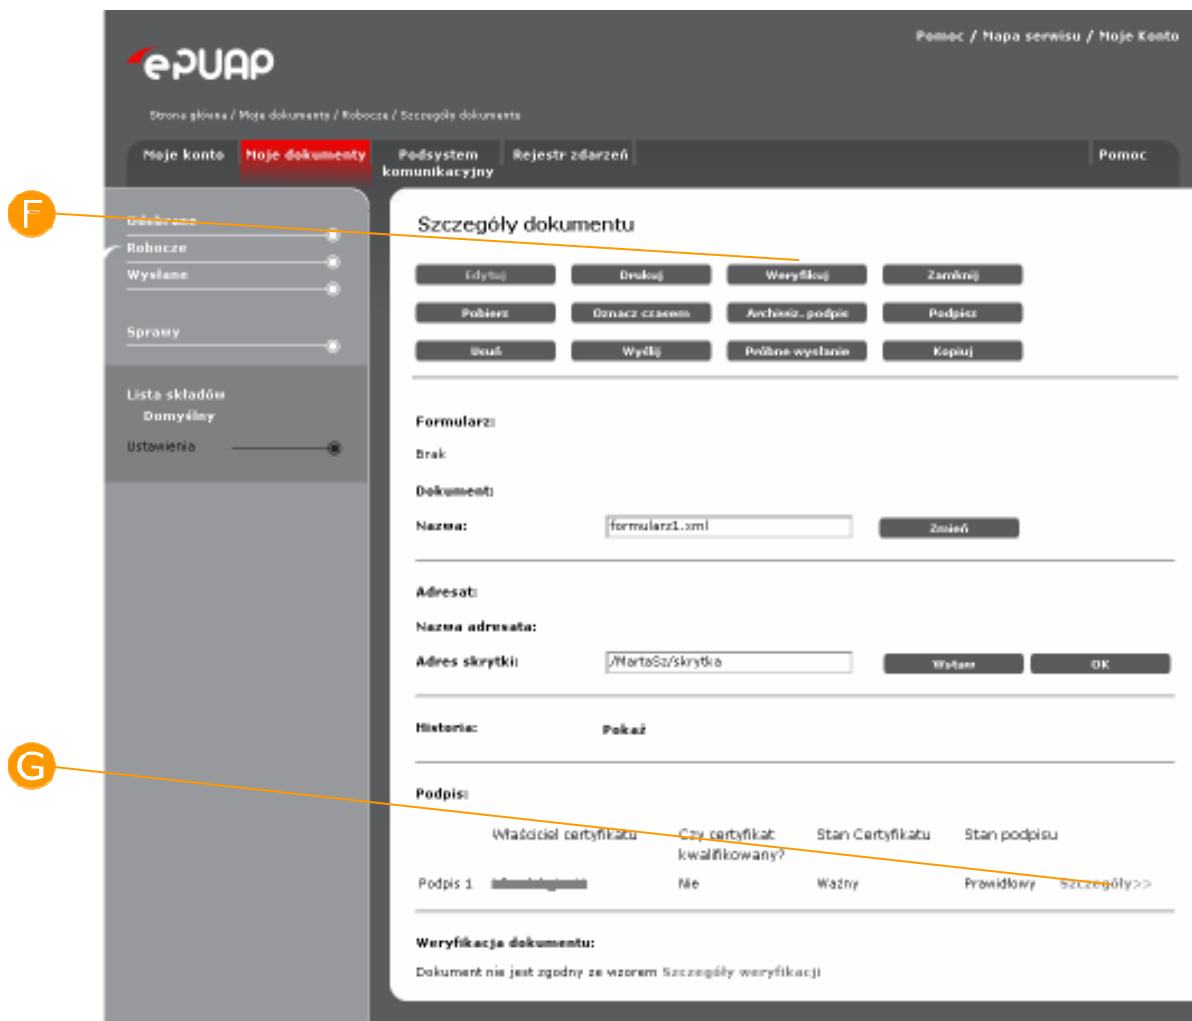 Pomoc / Mapa serwisu / Moje Konto
ePUAP
Strona główna / Moje dokumenty / Robocze / Szczegóły dokumentu
Moje konto Moje dokumenty Podsystem komunikacyjny Rejestr zdarzeń Pomoc
F
Odebrane
Robocze
Wysłane
Sprawy
Lista składów
Domyślny
Ustawienia
Szczegóły dokumentu
Edytuj Drukuj Weryfikuj Zamknij
Pobierz Oznacz czasem Archiwiz. podpis Podpisz
Usuń Wyślij Próbne wysłanie Kopiuj
Formularz:
Brak
Dokument:
Nazwa: formularz1.xml Zmień
Adresat:
Nazwa adresata:
Adres skrytki: /MartaSz/skrytka Wstaw OK
Historia: Pokaż
G
Podpis:
Właściciel certyfikatu Czy certyfikat kwalifikowany? Stan Certyfikatu Stan podpisu
Podpis 1 Nie Ważny Prawidłowy Szczegóły>>
Weryfikacja dokumentu:
Dokument nie jest zgodny ze wzorem Szczegóły weryfikacji